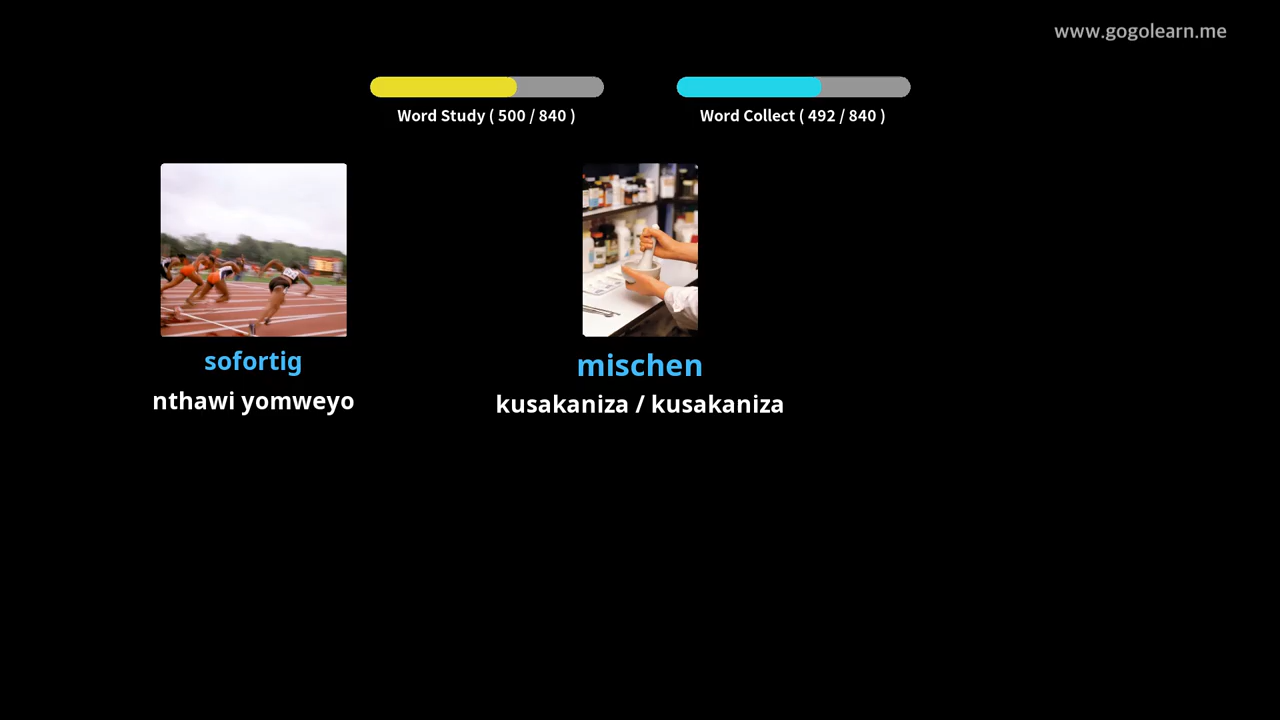 www.gogolearn.me
Word Study ( 500 / 840 )
Word Collect ( 492 / 840 )
sofortig
nthawi yomweyo
mischen
kusakaniza / kusakaniza